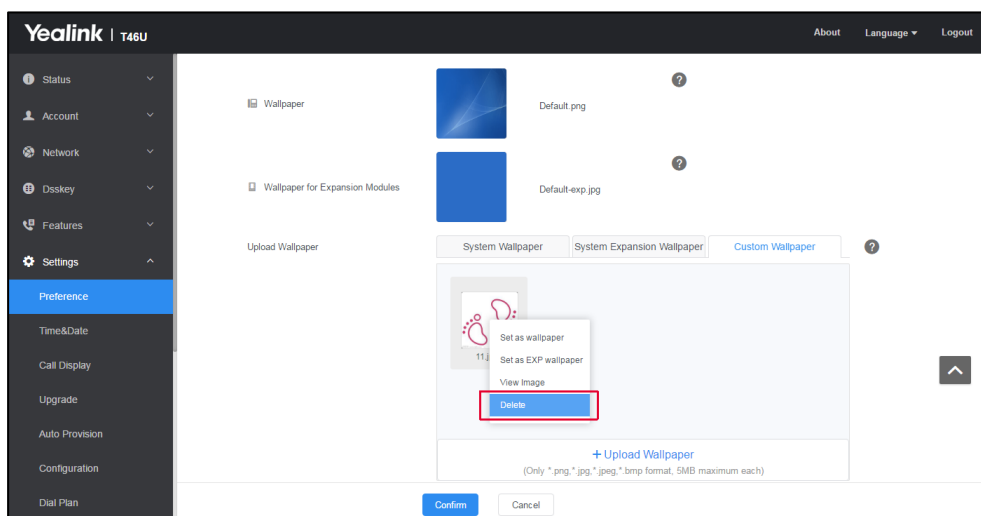 Yealink | T46U
About Language Logout
Status
Account
Network
Dsskey
Features
Settings
Preference
Time&Date
Call Display
Upgrade
Auto Provision
Configuration
Dial Plan
Wallpaper
Default.png
Wallpaper for Expansion Modules
Default-exp.jpg
Upload Wallpaper
System Wallpaper System Expansion Wallpaper Custom Wallpaper
11.j
Set as wallpaper
Set as EXP wallpaper
View Image
Delete
+ Upload Wallpaper
(Only *.png,*.jpg,*.jpeg,*.bmp format, 5MB maximum each)
Confirm Cancel